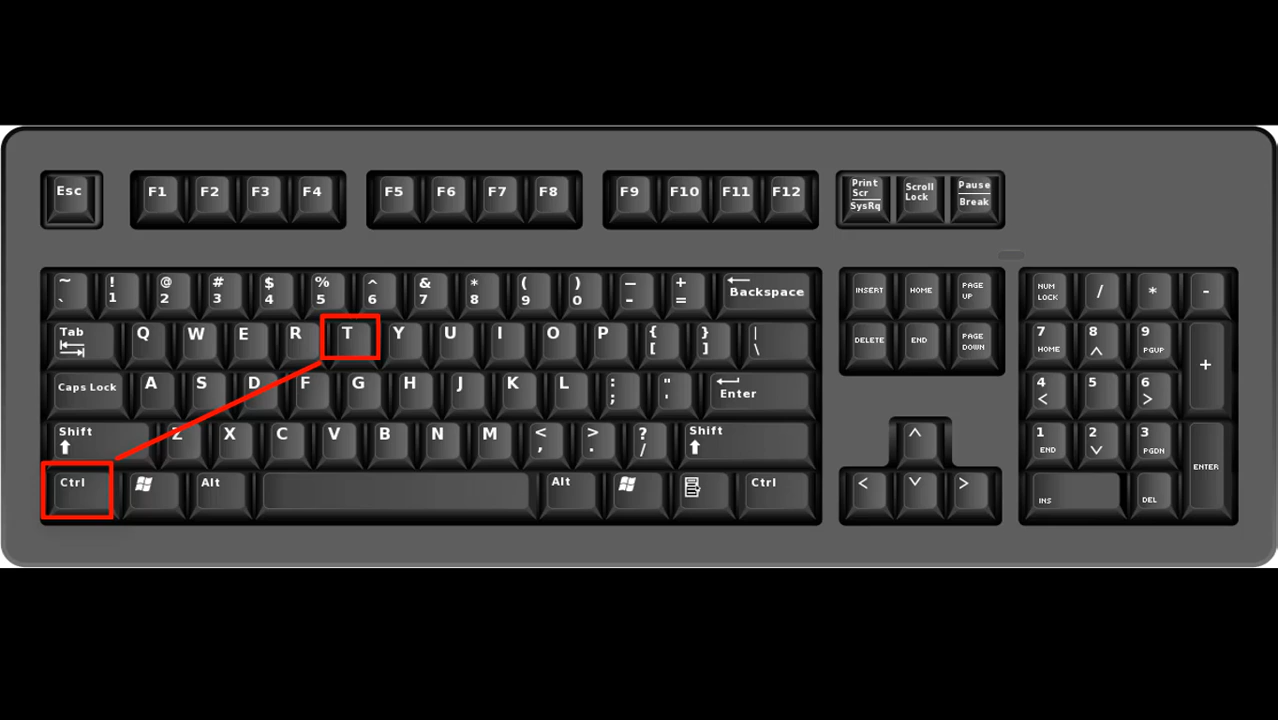 Esc F1 F2 F3 F4 F5 F6 F7 F8 F9 F10 F11 F12 Print Scr SysRq Scroll Lock Pause Break
~ ` ! 1 @ 2 # 3 $ 4 % 5 ^ 6 & 7 * 8 ( 9 ) 0 — - + = Backspace INSERT HOME PAGE UP NUM LOCK / * -
Tab Q W E R T Y U I O P { [ } ] | \ DELETE END PAGE DOWN 7 HOME 8 9 PGUP +
Caps Lock A S D F G H J K L : ; " ' Enter 4 < 5 6 >
Shift Z X C V B N M < , > . ? / Shift ^ 1 END 2 3 PGDN ENTER
Ctrl Alt Alt Ctrl < v > INS DEL